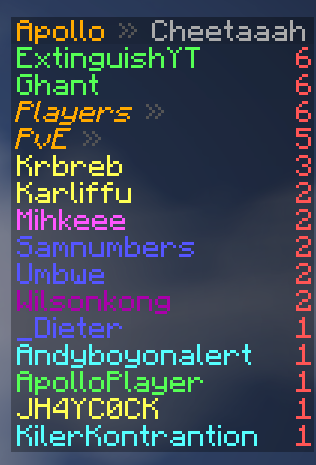 Apollo » Cheetaaah
ExtinguishYT 6
Ghant 6
Players » 6
PvE » 5
Krbreb 3
Karliffu 2
Mihkeee 2
Samnumbers 2
Umbwe 2
Wilsonkong 2
_Dieter 1
Andyboyonalert 1
ApolloPlayer 1
JH4YC0CK 1
KilerKontrantion 1